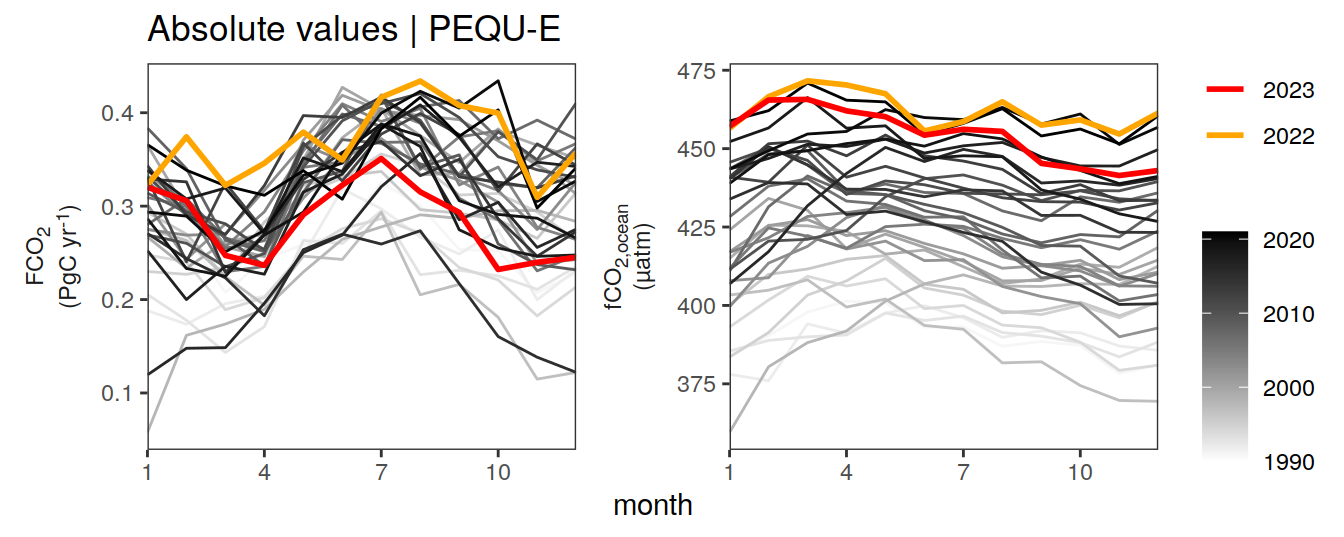 Absolute values | PEQU-E
FCO₂
(PgC yr⁻¹)
0.4
0.3
0.2
0.1
1 4 7 10
fCO₂,ocean
(µatm)
475
450
425
400
375
1 4 7 10
month
2023
2022
2020
2010
2000
1990